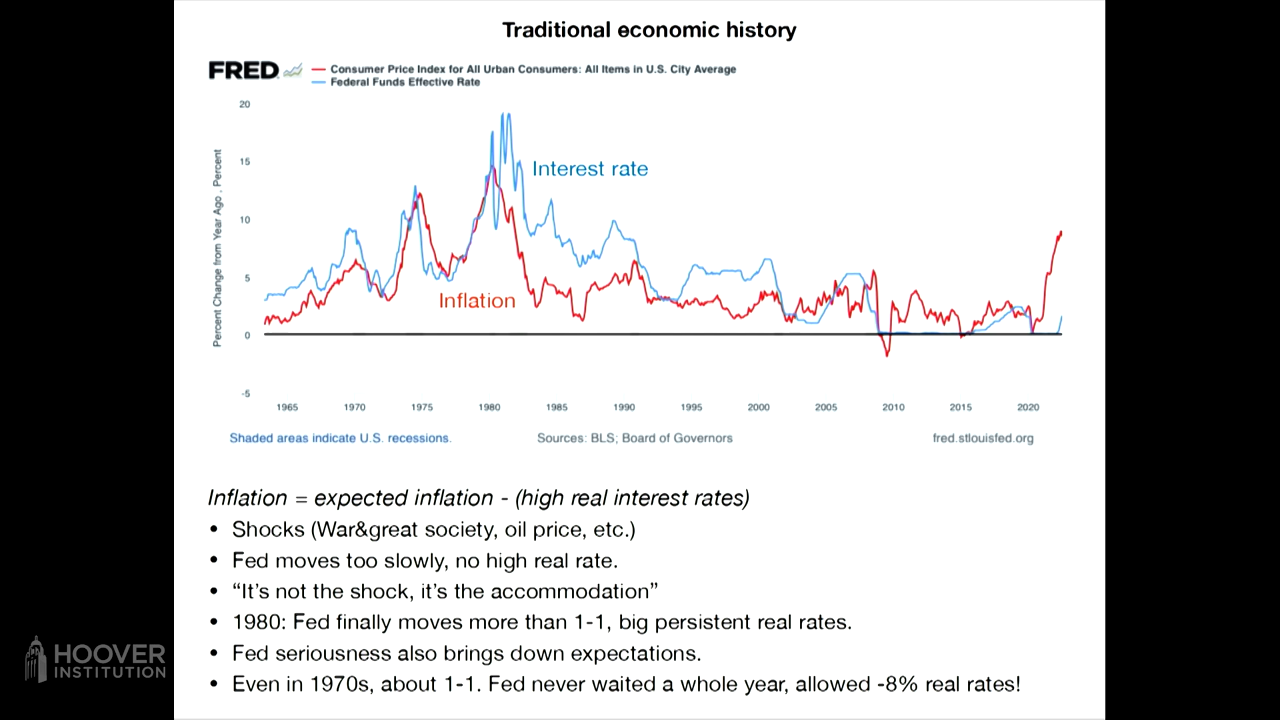 Traditional economic history
FRED
Consumer Price Index for All Urban Consumers: All Items in U.S. City Average
Federal Funds Effective Rate
Percent Change from Year Ago , Percent
20
15
10
5
0
-5
Interest rate
Inflation
1965 1970 1975 1980 1985 1990 1995 2000 2005 2010 2015 2020
Shaded areas indicate U.S. recessions. Sources: BLS; Board of Governors fred.stlouisfed.org
Inflation = expected inflation - (high real interest rates)
• Shocks (War&great society, oil price, etc.)
• Fed moves too slowly, no high real rate.
• “It’s not the shock, it’s the accommodation”
• 1980: Fed finally moves more than 1-1, big persistent real rates.
• Fed seriousness also brings down expectations.
• Even in 1970s, about 1-1. Fed never waited a whole year, allowed -8% real rates!
HOOVER
INSTITUTION